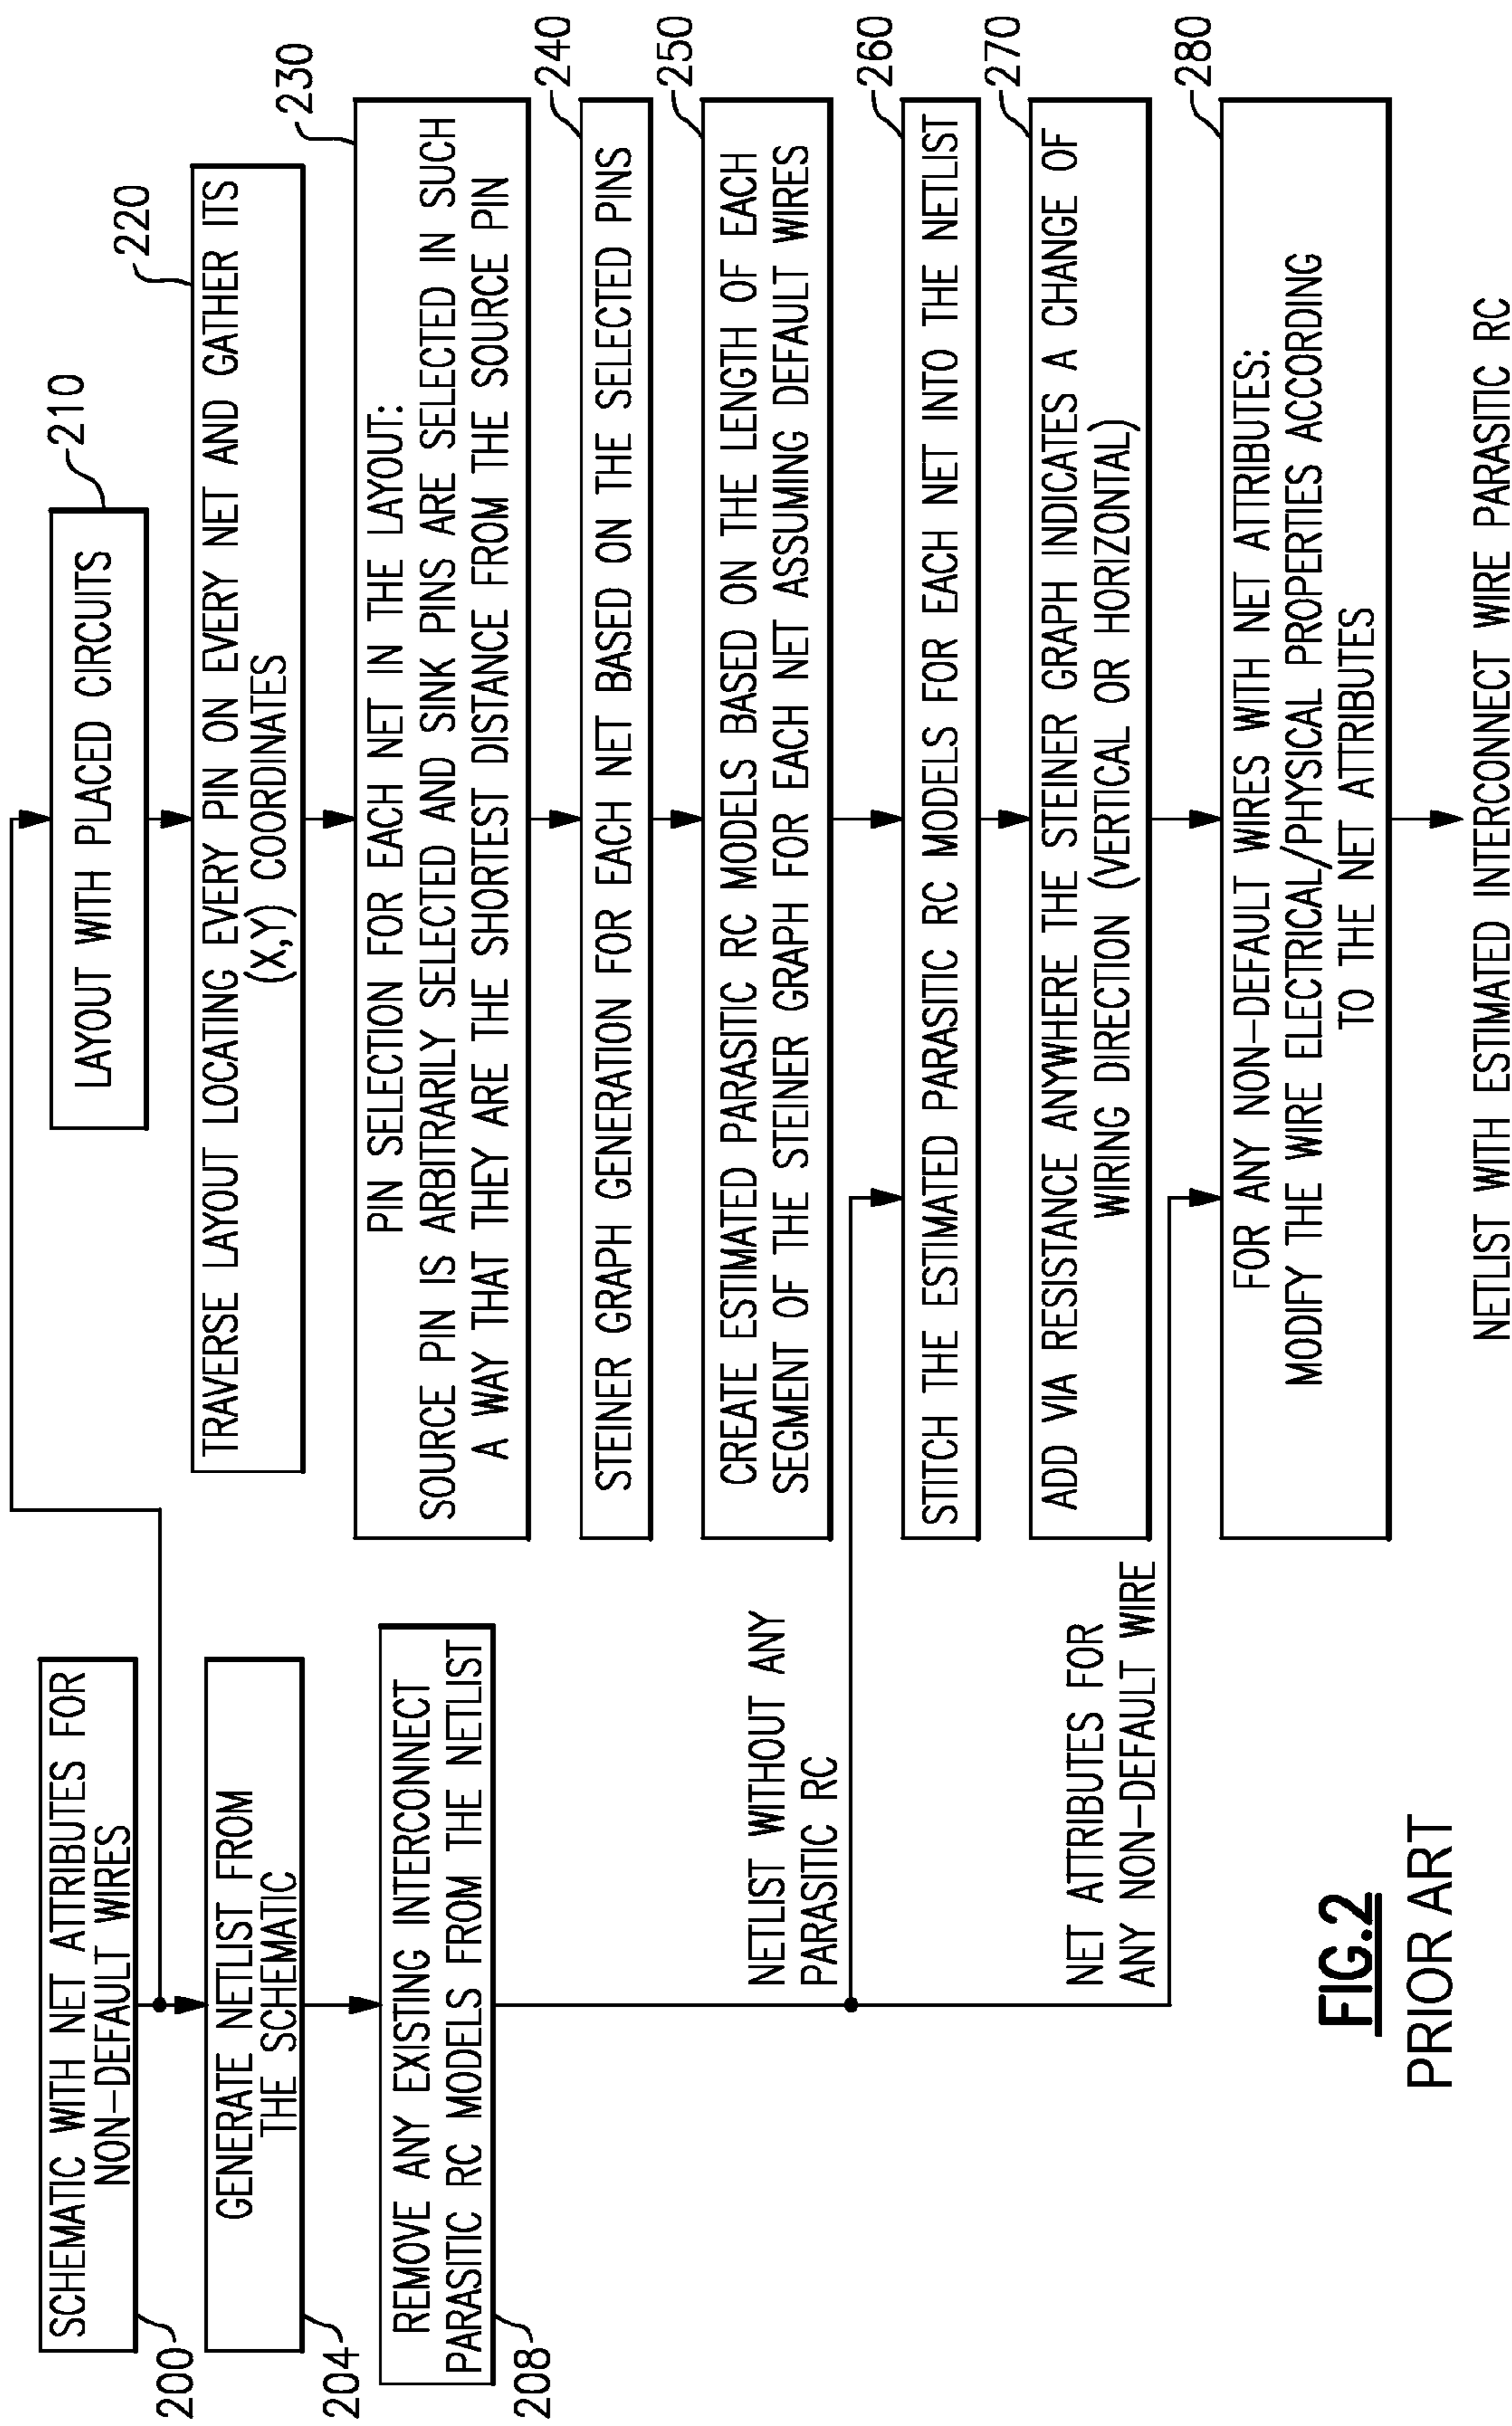 SCHEMATIC WITH NET ATTRIBUTES FOR
NON-DEFAULT WIRES
200
GENERATE NETLIST FROM
THE SCHEMATIC
204
REMOVE ANY EXISTING INTERCONNECT
PARASITIC RC MODELS FROM THE NETLIST
208
NETLIST WITHOUT ANY
PARASITIC RC
NET ATTRIBUTES FOR
ANY NON-DEFAULT WIRE
LAYOUT WITH PLACED CIRCUITS
210
TRAVERSE LAYOUT LOCATING EVERY PIN ON EVERY NET AND GATHER ITS
(X,Y) COORDINATES
220
PIN SELECTION FOR EACH NET IN THE LAYOUT:
SOURCE PIN IS ARBITRARILY SELECTED AND SINK PINS ARE SELECTED IN SUCH
A WAY THAT THEY ARE THE SHORTEST DISTANCE FROM THE SOURCE PIN
230
STEINER GRAPH GENERATION FOR EACH NET BASED ON THE SELECTED PINS
240
CREATE ESTIMATED PARASITIC RC MODELS BASED ON THE LENGTH OF EACH
SEGMENT OF THE STEINER GRAPH FOR EACH NET ASSUMING DEFAULT WIRES
250
STITCH THE ESTIMATED PARASITIC RC MODELS FOR EACH NET INTO THE NETLIST
260
ADD VIA RESISTANCE ANYWHERE THE STEINER GRAPH INDICATES A CHANGE OF
WIRING DIRECTION (VERTICAL OR HORIZONTAL)
270
FOR ANY NON-DEFAULT WIRES WITH NET ATTRIBUTES:
MODIFY THE WIRE ELECTRICAL/PHYSICAL PROPERTIES ACCORDING
TO THE NET ATTRIBUTES
280
NETLIST WITH ESTIMATED INTERCONNECT WIRE PARASITIC RC
FIG.2
PRIOR ART